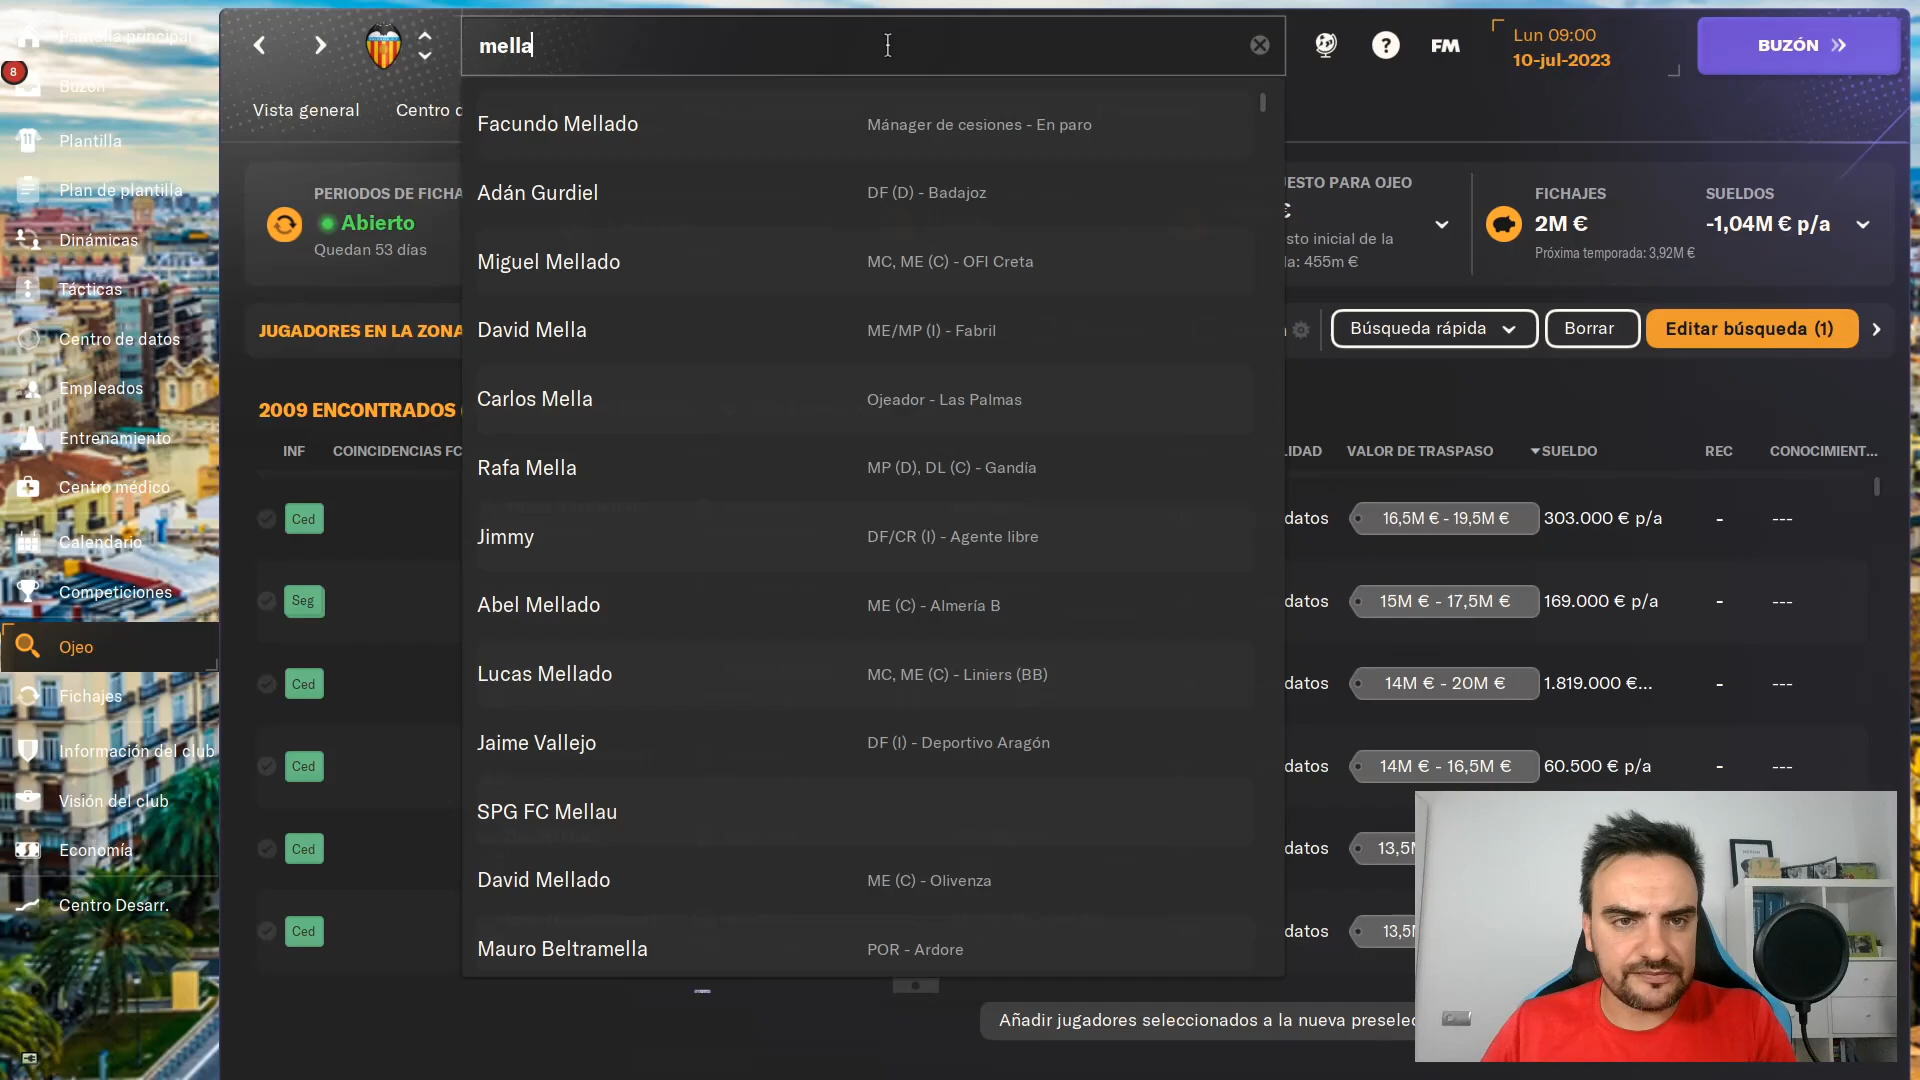 Pantalla principal
8
Buzón
Plantilla
Plan de plantilla
Dinámicas
Tácticas
Centro de datos
Empleados
Entrenamiento
Centro médico
Calendario
Competiciones
Ojeo
Fichajes
Información del club
Visión del club
Economía
Centro Desarr.
mella
FM
Lun 09:00
10-jul-2023
BUZÓN
Vista general
Centro
PERIODOS DE FICHA
Abierto
Quedan 53 días
ESTO PARA OJEO
€
sto inicial de la
a: 455m €
FICHAJES
2M €
SUELDOS
-1,04M € p/a
Próxima temporada: 3,92M €
JUGADORES EN LA ZONA
Búsqueda rápida
Borrar
Editar búsqueda (1)
2009 ENCONTRADOS
INF
COINCIDENCIAS FC
LIDAD
VALOR DE TRASPASO
SUELDO
REC
CONOCIMIENT...
Facundo Mellado Mánager de cesiones - En paro
Adán Gurdiel DF (D) - Badajoz
Miguel Mellado MC, ME (C) - OFI Creta
David Mella ME/MP (I) - Fabril
Carlos Mella Ojeador - Las Palmas
Rafa Mella MP (D), DL (C) - Gandía
Jimmy DF/CR (I) - Agente libre
Abel Mellado ME (C) - Almería B
Lucas Mellado MC, ME (C) - Liniers (BB)
Jaime Vallejo DF (I) - Deportivo Aragón
SPG FC Mellau
David Mellado ME (C) - Olivenza
Mauro Beltramella POR - Ardore
Ced datos 16,5M € - 19,5M € 303.000 € p/a - ---
Seg datos 15M € - 17,5M € 169.000 € p/a - ---
Ced datos 14M € - 20M € 1.819.000 €... - ---
Ced datos 14M € - 16,5M € 60.500 € p/a - ---
Ced datos 13,5M
Ced datos 13,5M
Añadir jugadores seleccionados a la nueva preselec